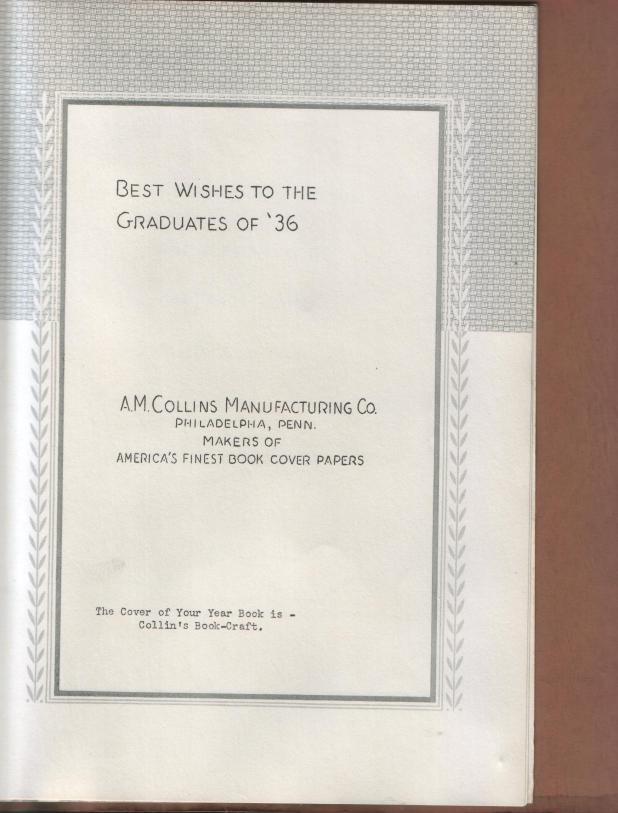 BEST WISHES TO THE
GRADUATES OF '36
A.M. COLLINS MANUFACTURING CO.
PHILADELPHA, PENN.
MAKERS OF
AMERICA'S FINEST BOOK COVER PAPERS
The Cover of Your Year Book is -
Collin's Book-Craft.